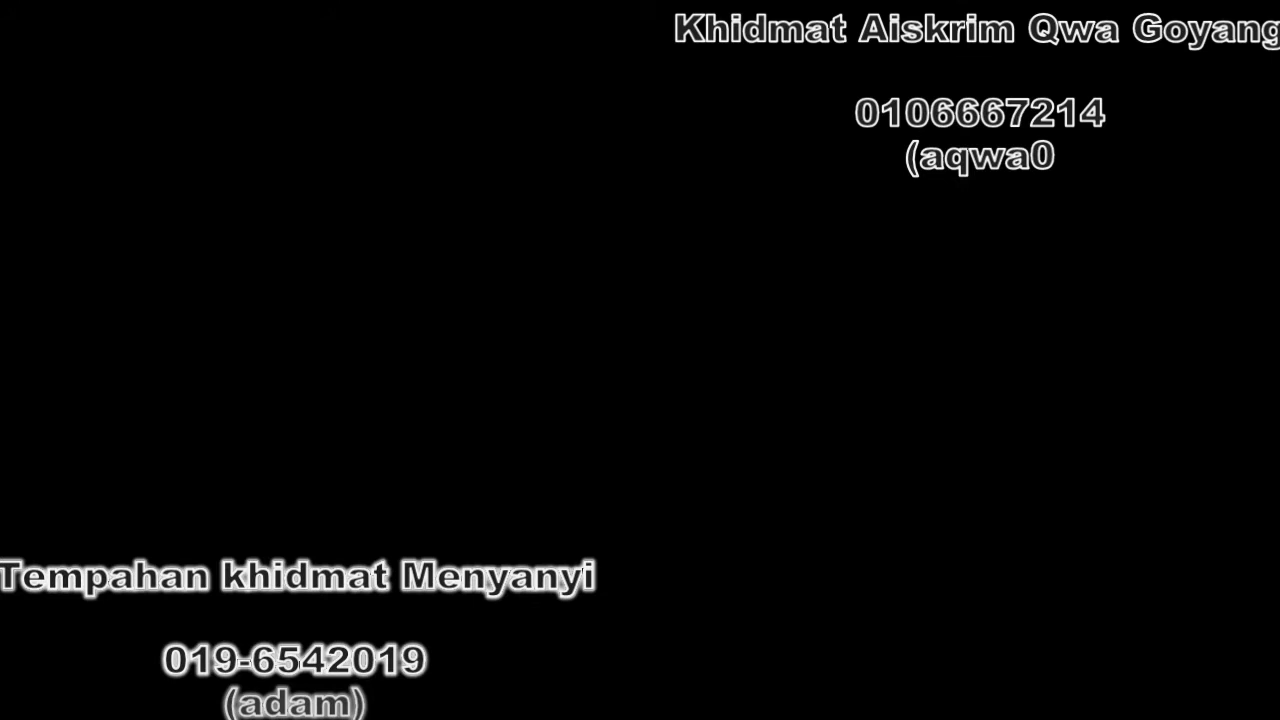 Khidmat Aiskrim Qwa Goyang
0106667214
(aqwa0
Tempahan khidmat Menyanyi
019-6542019
(adam)